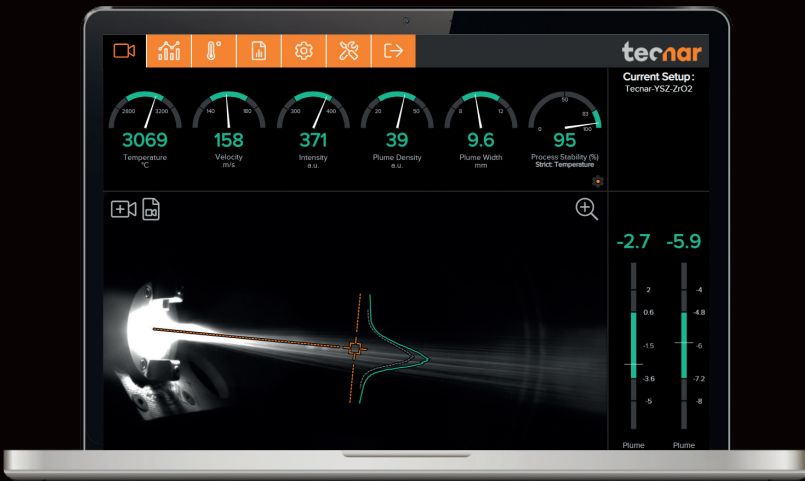 tecnar
Current Setup :
Tecnar-YSZ-ZrO2
2800 3200
140 180
300 400
20 50
8 12
0 50 83 100
3069
158
371
39
9.6
95
Temperature
°C
Velocity
m/s
Intensity
a.u.
Plume Density
a.u.
Plume Width
mm
Process Stability (%)
Strict: Temperature
-2.7 -5.9
2 -4
0.6 -4.8
-1.5 -6
-3.6 -7.2
-5 -8
Plume Plume